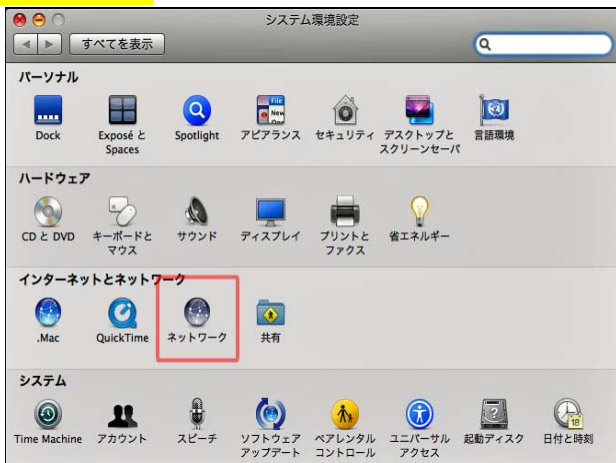 システム環境設定
すべてを表示
パーソナル
Dock
Exposé と
Spaces
Spotlight
アピアランス
セキュリティ
デスクトップと
スクリーンセーバ
言語環境
ハードウェア
CD と DVD
キーボードと
マウス
サウンド
ディスプレイ
プリントと
ファクス
省エネルギー
インターネットとネットワーク
.Mac
QuickTime
ネットワーク
共有
システム
Time Machine
アカウント
スピーチ
ソフトウェア
アップデート
ペアレンタル
コントロール
ユニバーサル
アクセス
起動ディスク
日付と時刻